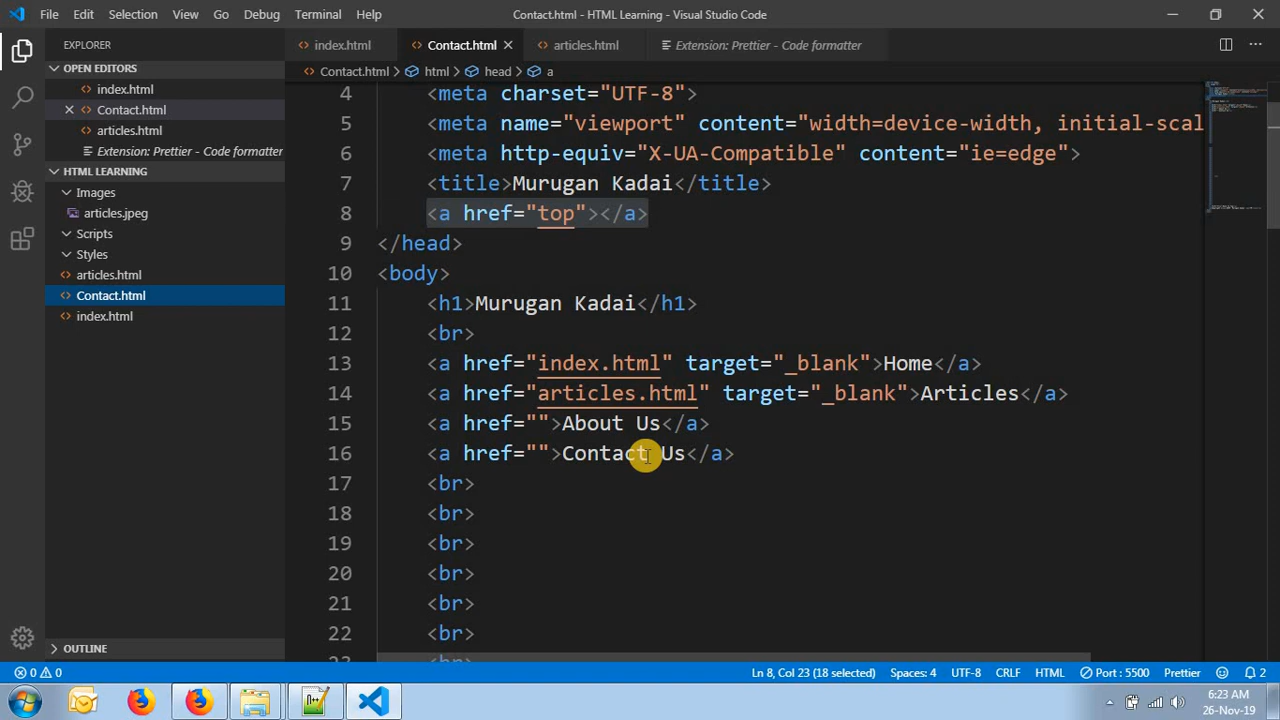 File Edit Selection View Go Debug Terminal Help Contact.html - HTML Learning - Visual Studio Code
EXPLORER
index.html Contact.html articles.html Extension: Prettier - Code formatter
OPEN EDITORS
index.html
Contact.html
articles.html
Extension: Prettier - Code formatter
HTML LEARNING
Images
articles.jpeg
Scripts
Styles
articles.html
Contact.html
index.html
OUTLINE
Contact.html > html > head > a
4 <meta charset="UTF-8">
5 <meta name="viewport" content="width=device-width, initial-scal
6 <meta http-equiv="X-UA-Compatible" content="ie=edge">
7 <title>Murugan Kadai</title>
8 <a href="top"></a>
9 </head>
10 <body>
11 <h1>Murugan Kadai</h1>
12 <br>
13 <a href="index.html" target="_blank">Home</a>
14 <a href="articles.html" target="_blank">Articles</a>
15 <a href="">About Us</a>
16 <a href="">Contact Us</a>
17 <br>
18 <br>
19 <br>
20 <br>
21 <br>
22 <br>
0 0 Ln 8, Col 23 (18 selected) Spaces: 4 UTF-8 CRLF HTML Port : 5500 Prettier 2
6:23 AM
26-Nov-19